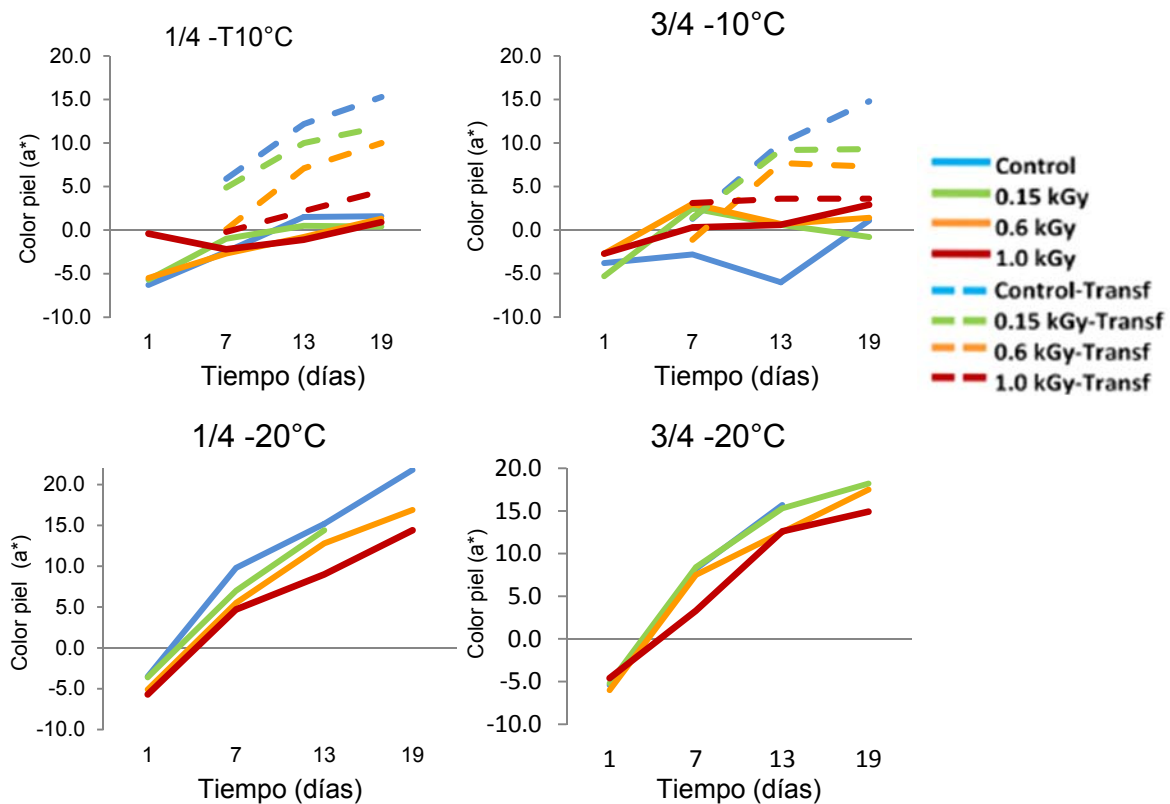 1/4 -T10°C
20.0
15.0
10.0
5.0
0.0
-5.0
-10.0
Color piel (a*)
1 7 13 19
Tiempo (días)
3/4 -10°C
20.0
15.0
10.0
5.0
0.0
-5.0
-10.0
Color piel (a*)
1 7 13 19
Tiempo (días)
Control
0.15 kGy
0.6 kGy
1.0 kGy
Control-Transf
0.15 kGy-Transf
0.6 kGy-Transf
1.0 kGy-Transf
1/4 -20°C
20.0
15.0
10.0
5.0
0.0
-5.0
-10.0
Color piel (a*)
1 7 13 19
Tiempo (días)
3/4 -20°C
20.0
15.0
10.0
5.0
0.0
-5.0
-10.0
Color piel (a*)
1 7 13 19
Tiempo (días)